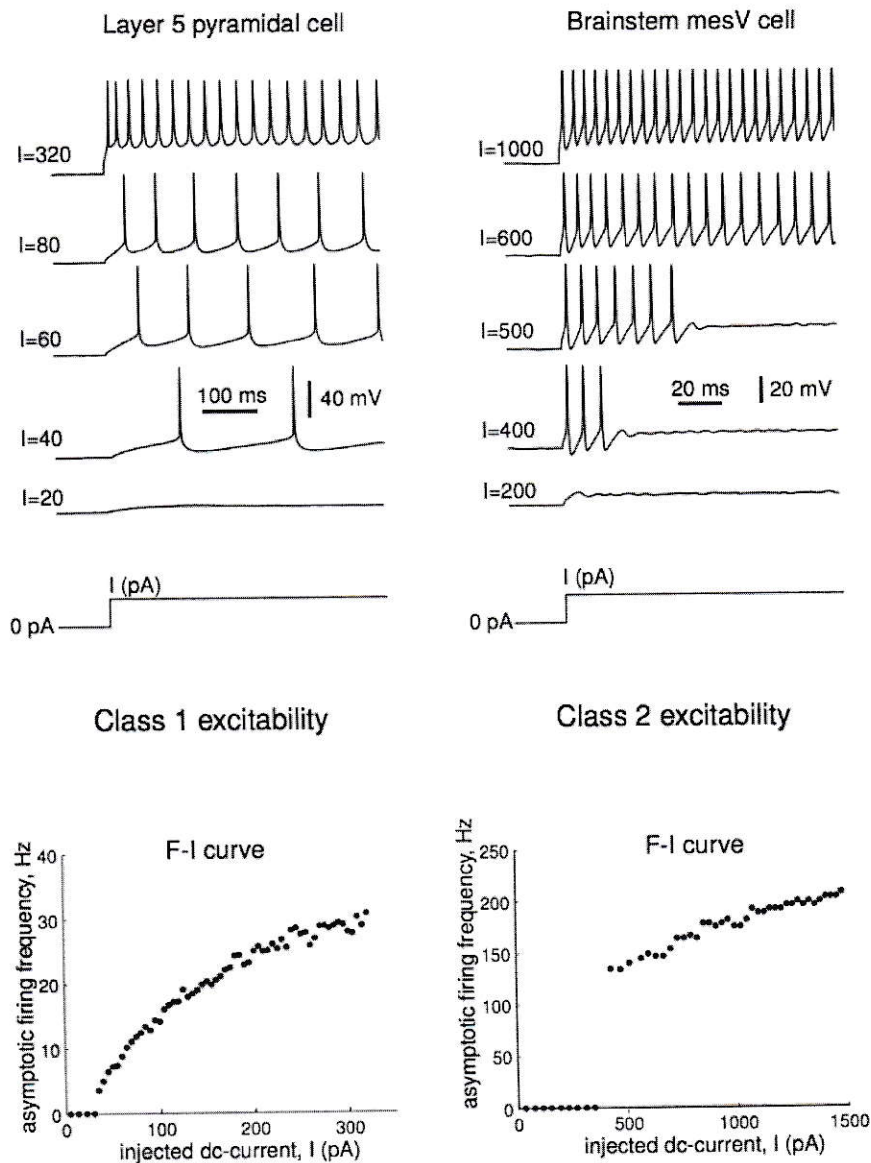 Layer 5 pyramidal cell
I=320
I=80
I=60
100 ms
40 mV
I=40
I=20
I (pA)
0 pA
Class 1 excitability
F-I curve
asymptotic firing frequency, Hz
40
30
20
10
0
0 100 200 300
injected dc-current, I (pA)
Brainstem mesV cell
I=1000
I=600
I=500
20 ms
20 mV
I=400
I=200
I (pA)
0 pA
Class 2 excitability
F-I curve
asymptotic firing frequency, Hz
250
200
150
100
50
0
500 1000 1500
injected dc-current, I (pA)